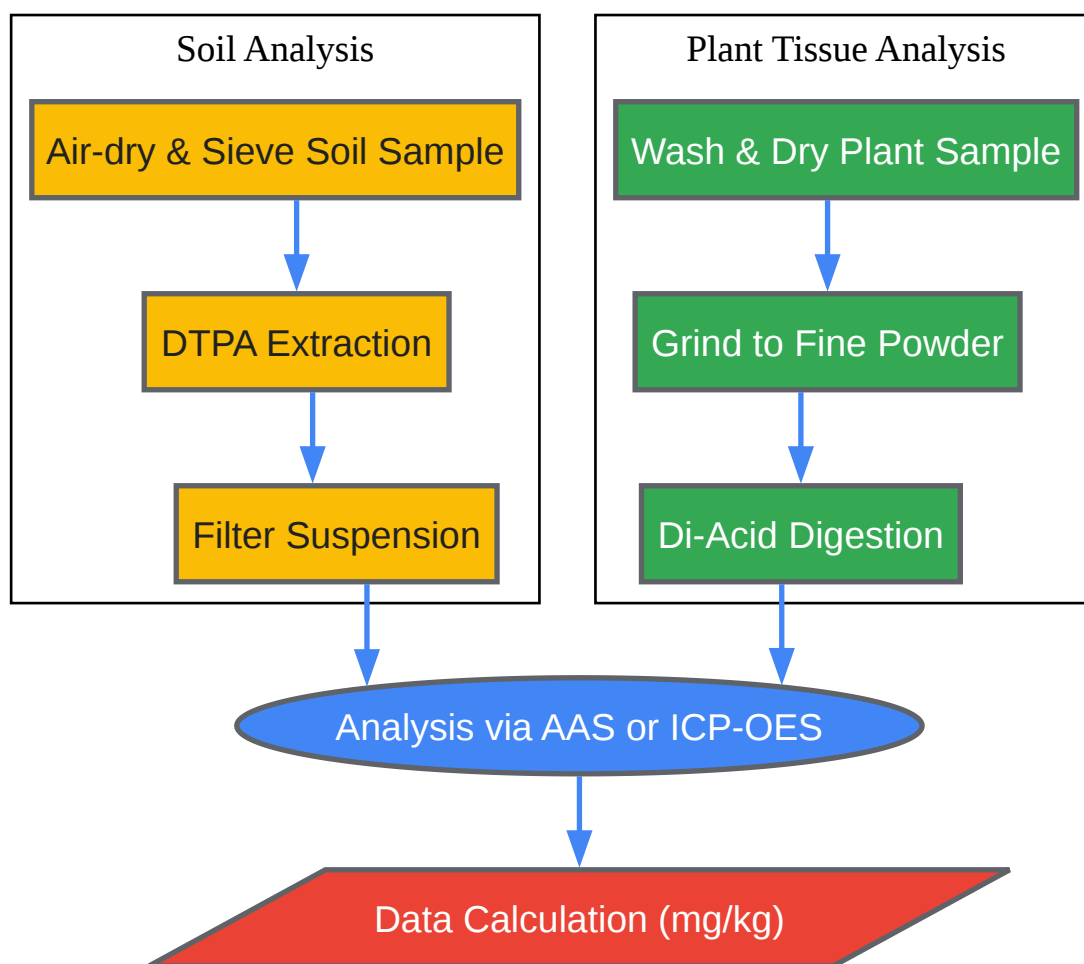 Soil Analysis
Air-dry & Sieve Soil Sample
DTPA Extraction
Filter Suspension
Plant Tissue Analysis
Wash & Dry Plant Sample
Grind to Fine Powder
Di-Acid Digestion
Analysis via AAS or ICP-OES
Data Calculation (mg/kg)